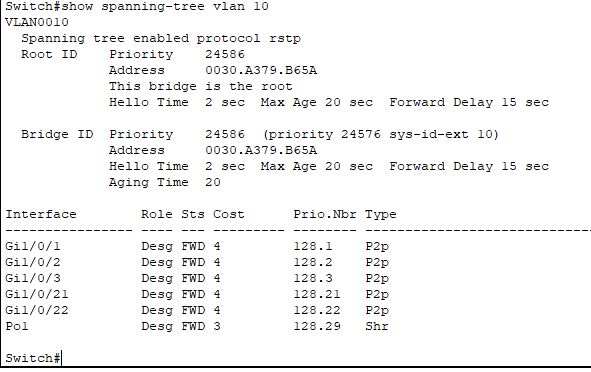 Switch#show spanning-tree vlan 10
VLAN0010
  Spanning tree enabled protocol rstp
  Root ID    Priority    24586
             Address     0030.A379.B65A
             This bridge is the root
             Hello Time  2 sec  Max Age 20 sec  Forward Delay 15 sec

  Bridge ID  Priority    24586  (priority 24576 sys-id-ext 10)
             Address     0030.A379.B65A
             Hello Time  2 sec  Max Age 20 sec  Forward Delay 15 sec
             Aging Time  20

Interface        Role Sts Cost      Prio.Nbr Type
---------------- ---- --- --------- -------- --------------------------------
Gi1/0/1          Desg FWD 4         128.1    P2p
Gi1/0/2          Desg FWD 4         128.2    P2p
Gi1/0/3          Desg FWD 4         128.3    P2p
Gi1/0/21         Desg FWD 4         128.21   P2p
Gi1/0/22         Desg FWD 4         128.22   P2p
Po1              Desg FWD 3         128.29   Shr

Switch#